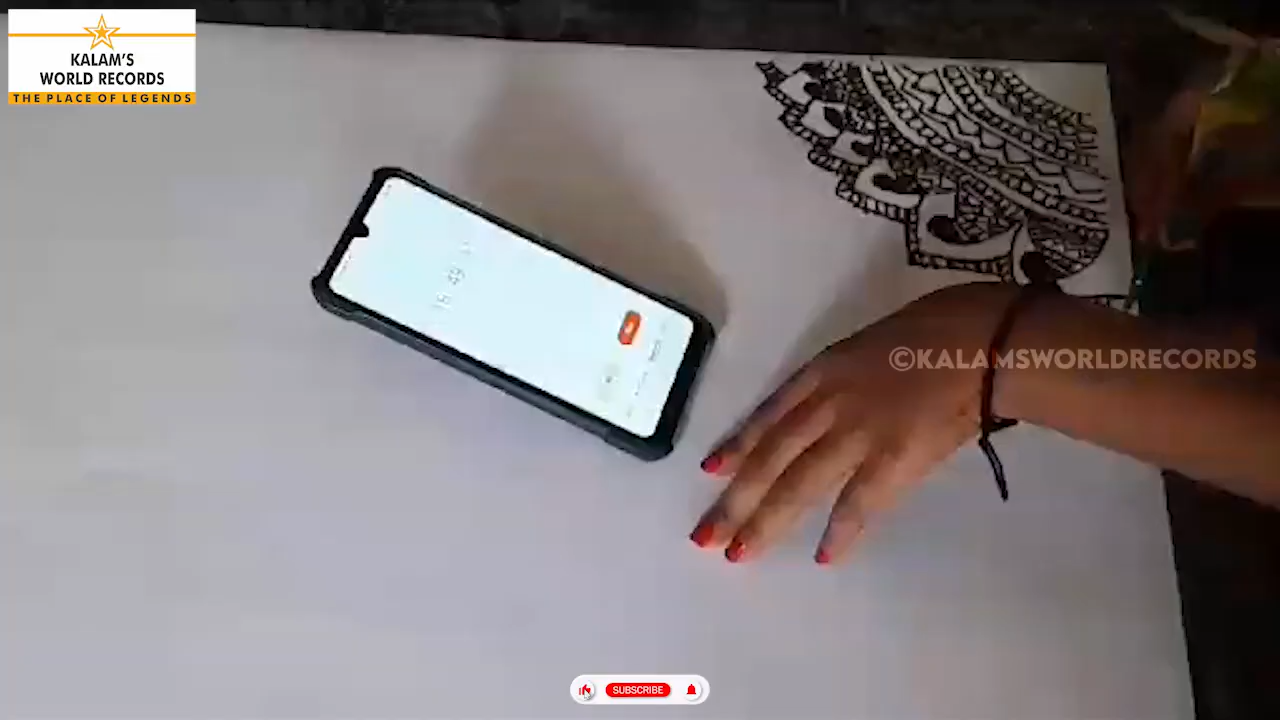 KALAM'S
WORLD RECORDS
THE PLACE OF LEGENDS
©KALAMSWORLDRECORDS
SUBSCRIBE